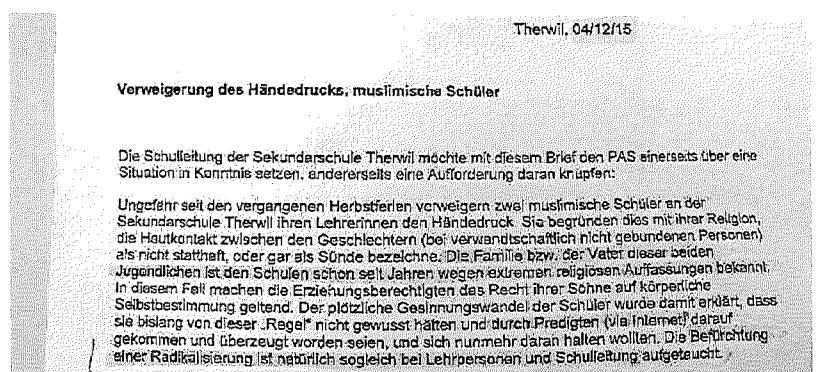 Therwil, 04/12/15
Verweigerung des Händedrucks, muslimische Schüler
Die Schulleitung der Sekundarschule Therwil möchte mit diesem Brief den PAS einerseits über eine
Situation in Kenntnis setzen, andererseits eine Aufforderung daran knüpfen:
Ungefähr seit den vergangenen Herbstferien verweigern zwei muslimische Schüler an der
Sekundarschule Therwil ihren Lehrerinnen den Händedruck. Sie begründen dies mit ihrer Religion,
die Hautkontakt zwischen den Geschlechtern (bei verwandtschaftlich nicht gebundenen Personen)
als nicht statthaft, oder gar als Sünde bezeichne. Die Familie bzw. der Vater dieser beiden
Jugendlichen ist den Schulen schon seit Jahren wegen extremen religiösen Auffassungen bekannt.
In diesem Fall machen die Erziehungsberechtigten das Recht ihrer Söhne auf körperliche
Selbstbestimmung geltend. Der plötzliche Gesinnungswandel der Schüler wurde damit erklärt, dass
sie bislang von dieser „Regel" nicht gewusst hätten und durch Predigten (via Internet) darauf
gekommen und überzeugt worden seien, und sich nunmehr daran halten wollten. Die Befürchtung
einer Radikalisierung ist natürlich sogleich bei Lehrpersonen und Schulleitung aufgetaucht.